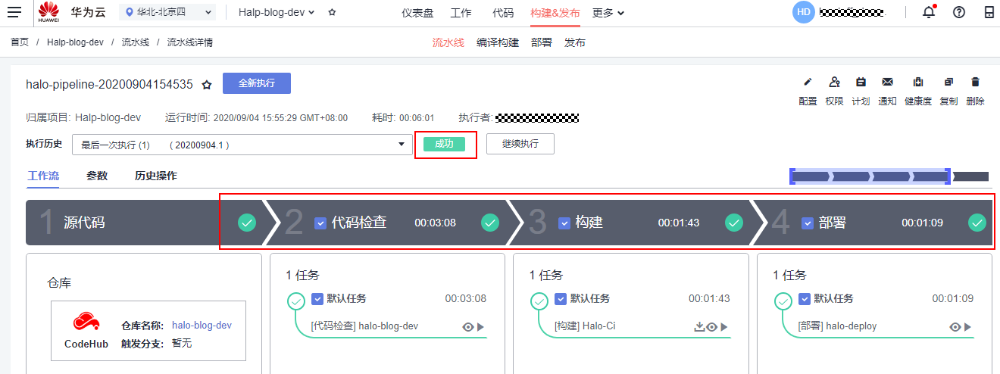 HUAWEI 华为云 华北-北京四 Halp-blog-dev 仪表盘 工作 代码 构建&发布 更多 HD
首页 / Halp-blog-dev / 流水线 / 流水线详情 流水线 编译构建 部署 发布
halo-pipeline-20200904154535 全新执行
配置 权限 计划 通知 健康度 复制 删除
归属项目: Halp-blog-dev 运行时间: 2020/09/04 15:55:29 GMT+08:00 耗时: 00:06:01 执行者:
执行历史 最后一次执行 (1) ( 20200904.1 ) 成功 继续执行
工作流 参数 历史操作
1 源代码 2 代码检查 00:03:08 3 构建 00:01:43 4 部署 00:01:09
仓库
CodeHub
仓库名称: halo-blog-dev
触发分支: 暂无
1 任务
默认任务 00:03:08
[代码检查] halo-blog-dev
1 任务
默认任务 00:01:43
[构建] Halo-Ci
1 任务
默认任务 00:01:09
[部署] halo-deploy